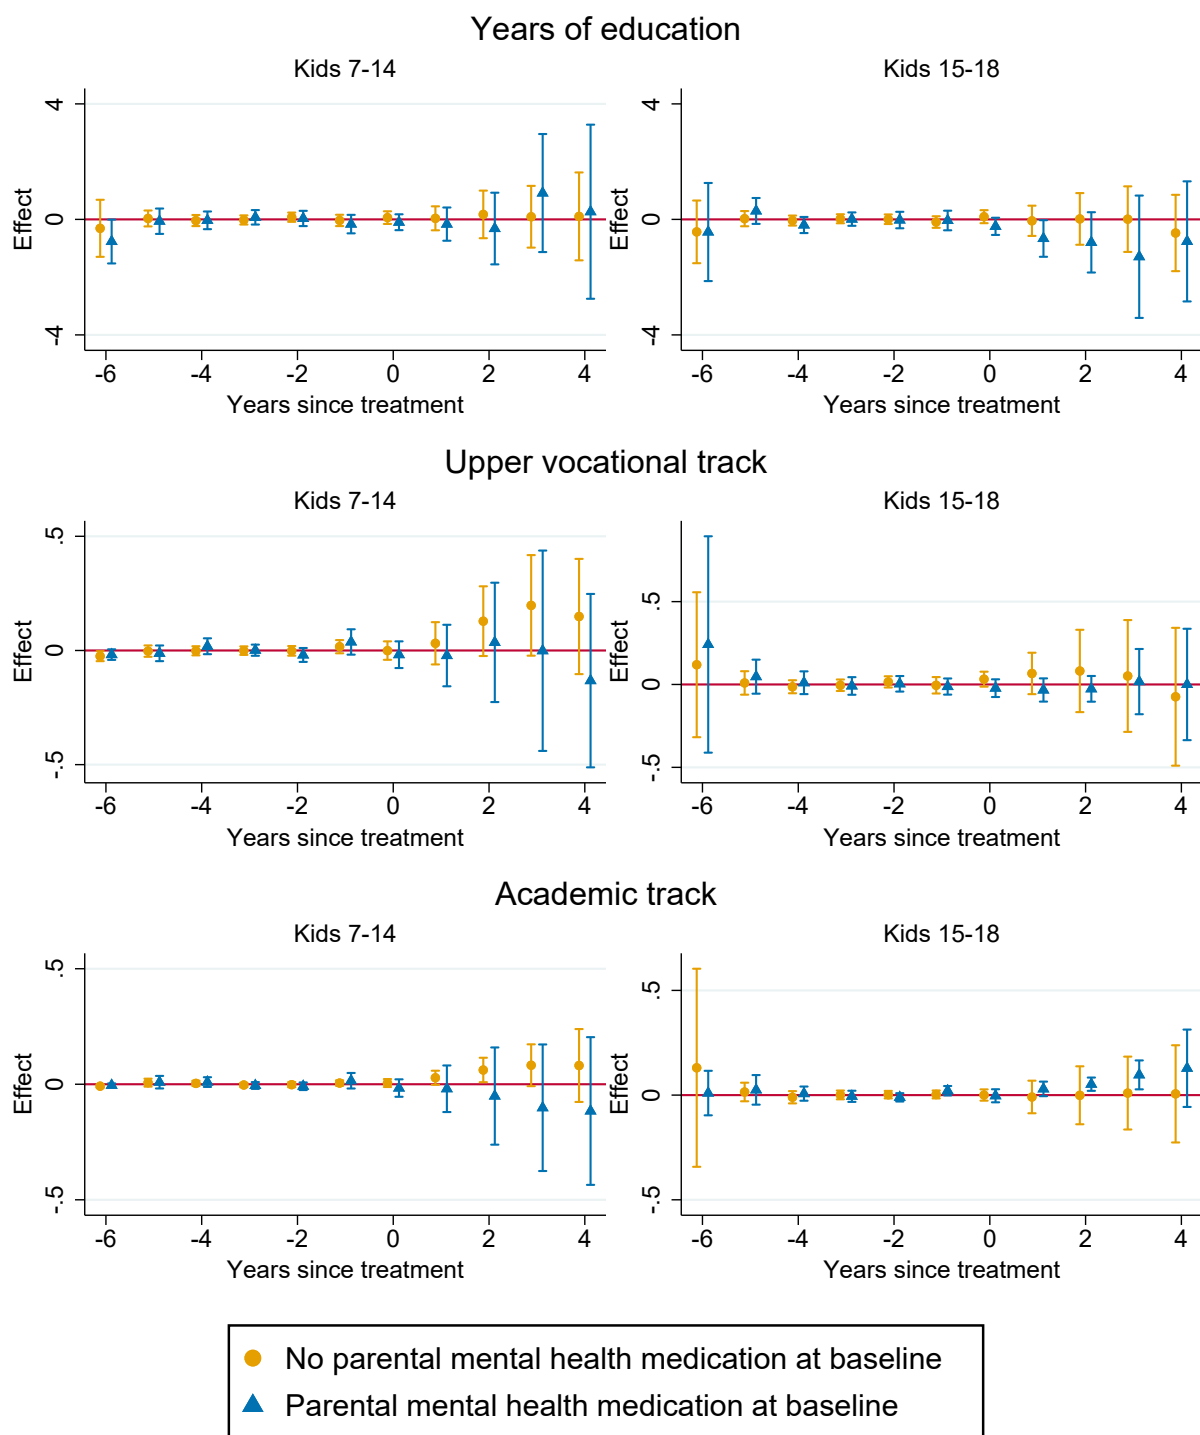 Years of education
Kids 7-14
Kids 15-18
Effect
4
0
-4
-6 -4 -2 0 2 4
Years since treatment
Effect
4
0
-4
-6 -4 -2 0 2 4
Years since treatment
Upper vocational track
Kids 7-14
Kids 15-18
Effect
.5
0
-.5
-6 -4 -2 0 2 4
Years since treatment
Effect
.5
0
-.5
-6 -4 -2 0 2 4
Years since treatment
Academic track
Kids 7-14
Kids 15-18
Effect
.5
0
-.5
-6 -4 -2 0 2 4
Years since treatment
Effect
.5
0
-.5
-6 -4 -2 0 2 4
Years since treatment
No parental mental health medication at baseline
Parental mental health medication at baseline